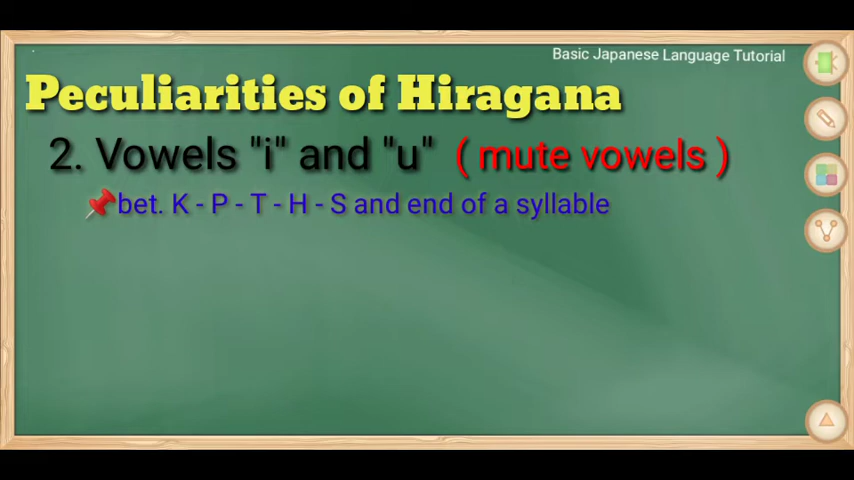 Basic Japanese Language Tutorial
Peculiarities of Hiragana
2. Vowels "i" and "u" ( mute vowels )
bet. K - P - T - H - S and end of a syllable